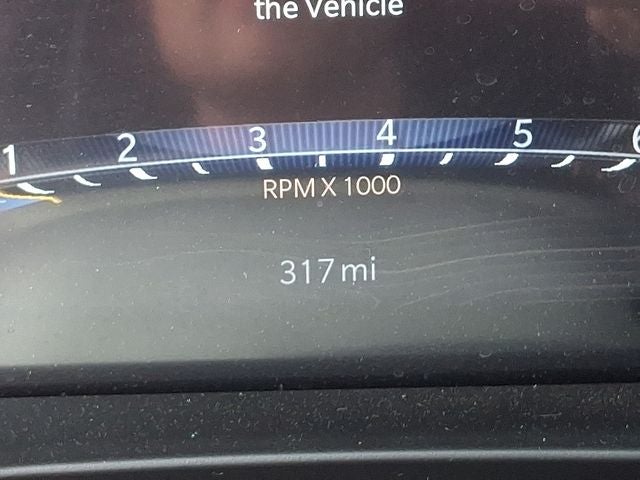 the Vehicle
1 2 3 4 5 6
RPM X 1000
317 mi